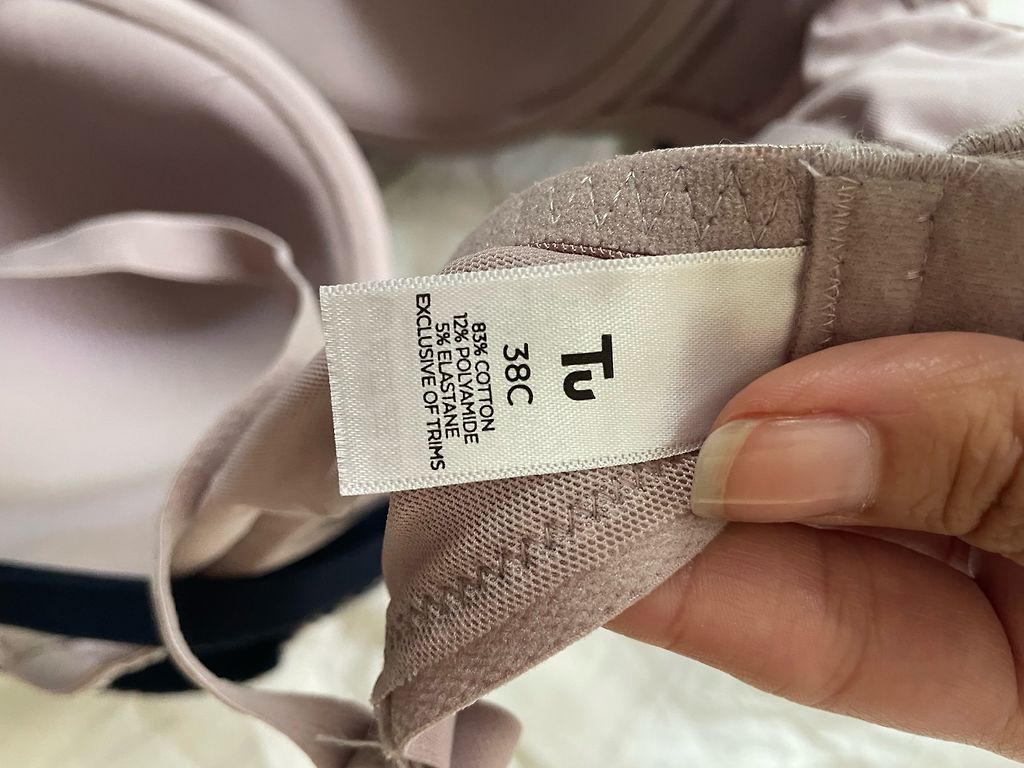 Tu
38C
83% COTTON
12% POLYAMIDE
5% ELASTANE
EXCLUSIVE OF TRIMS